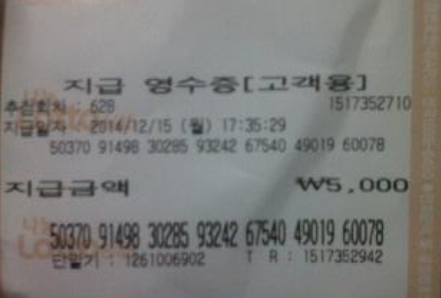 지급 영수증[고객용]
추첨회차 : 628 1517352710
지급일자 2014/12/15 (월) 17:35:29
50370 91498 30285 93242 67540 49019 60078
지급금액 ₩5,000
50370 91498 30285 93242 67540 49019 60078
단말기 : 1261006902 T R : 1517352942